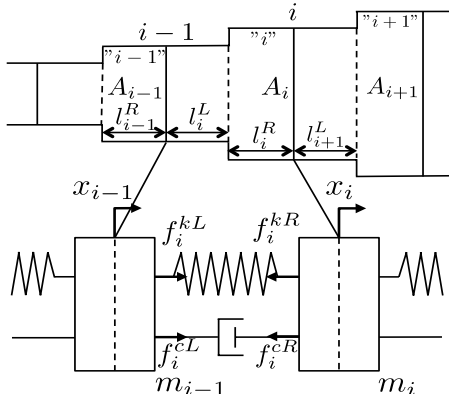 i − 1
i
"i − 1"
"i"
"i + 1"
A_{i−1}
A_i
A_{i+1}
l_{i−1}^R
l_i^L
l_i^R
l_{i+1}^L
x_{i−1}
x_i
f_i^{kL}
f_i^{kR}
f_i^{cL}
f_i^{cR}
m_{i−1}
m_i